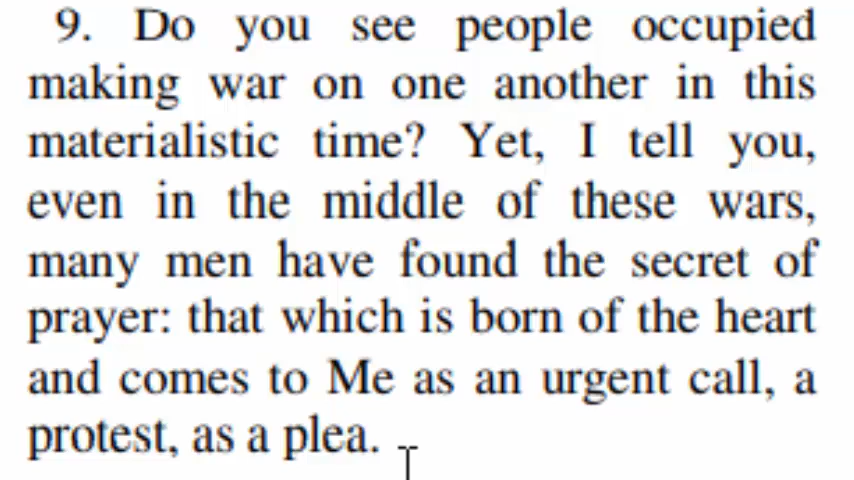 9. Do you see people occupied
making war on one another in this
materialistic time? Yet, I tell you,
even in the middle of these wars,
many men have found the secret of
prayer: that which is born of the heart
and comes to Me as an urgent call, a
protest, as a plea.